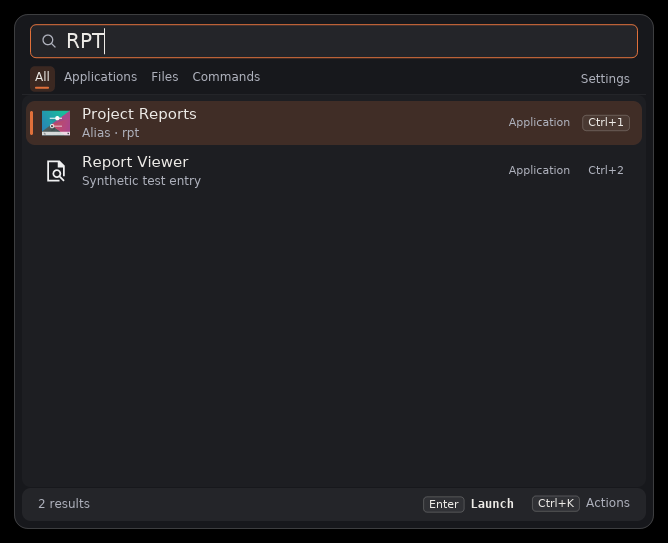 RPT
All Applications Files Commands Settings
Project Reports
Alias · rpt
Application Ctrl+1
Report Viewer
Synthetic test entry
Application Ctrl+2
2 results Enter Launch Ctrl+K Actions